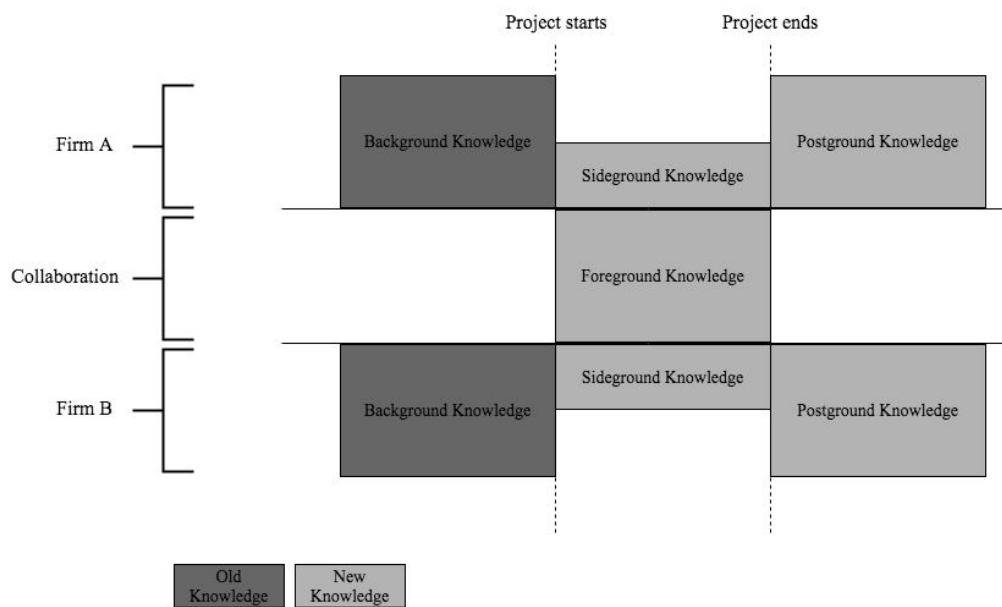 Project starts
Project ends
Firm A
Background Knowledge
Postground Knowledge
Sideground Knowledge
Collaboration
Foreground Knowledge
Sideground Knowledge
Firm B
Background Knowledge
Postground Knowledge
Old
Knowledge
New
Knowledge